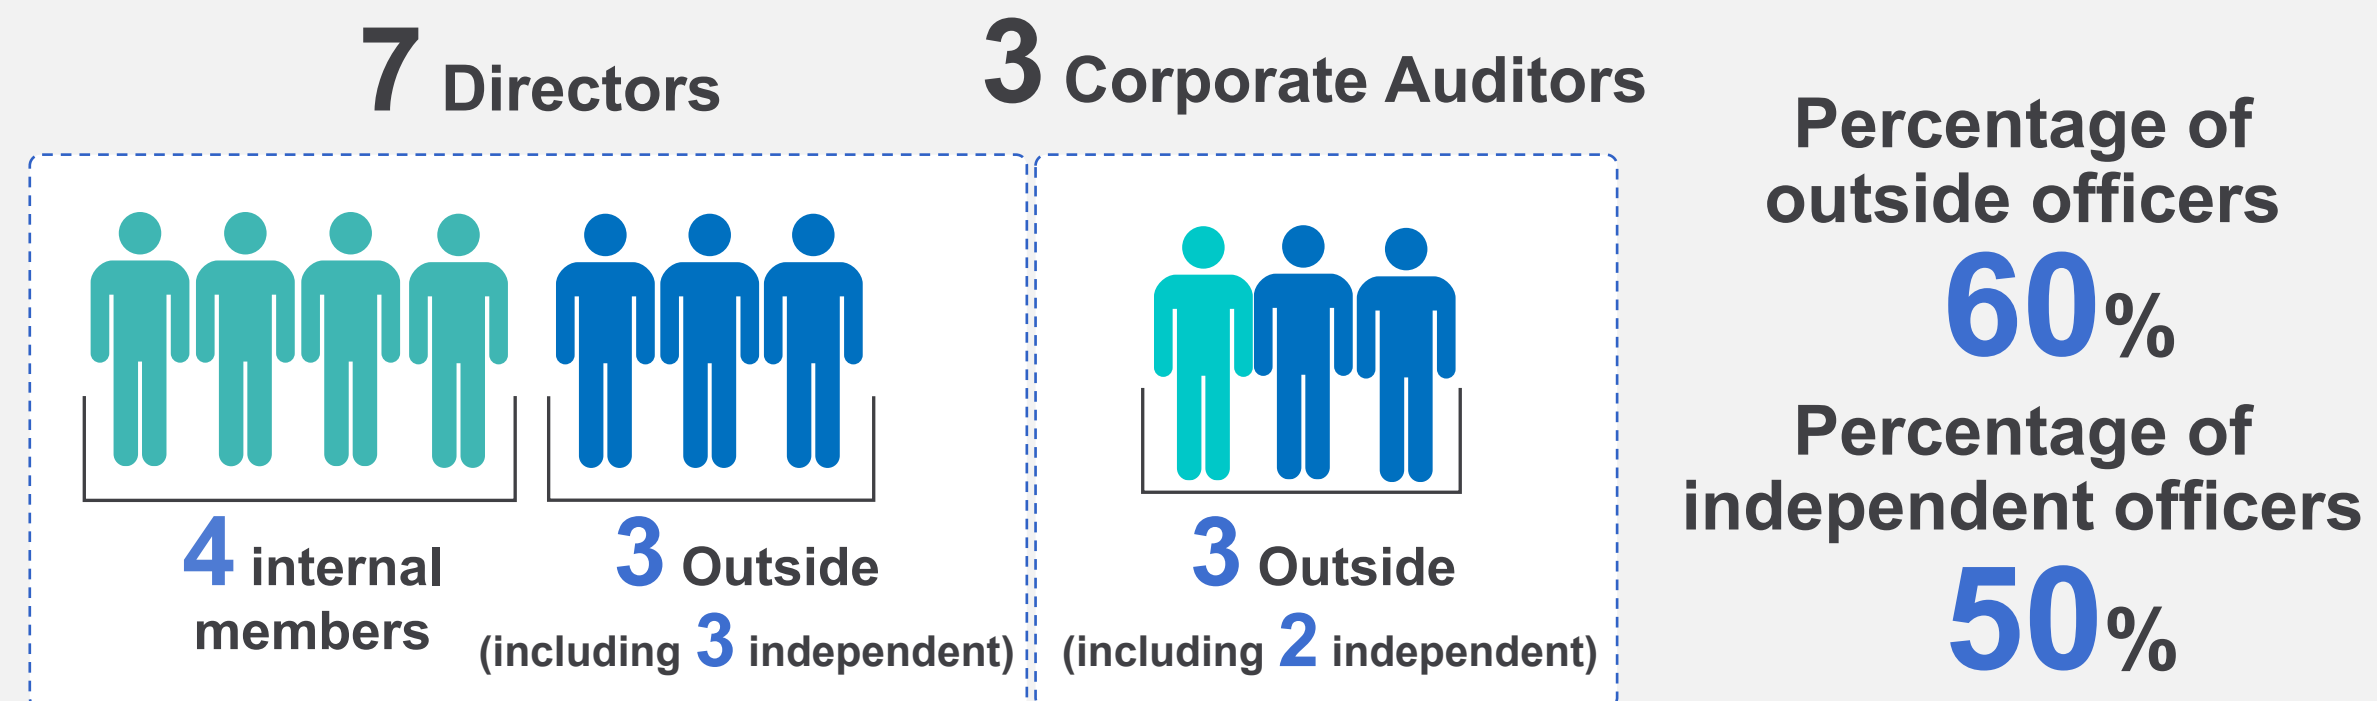 7 Directors
4 internal
members
3 Outside
(including 3 independent)
3 Corporate Auditors
3 Outside
(including 2 independent)
Percentage of
outside officers
60%
Percentage of
independent officers
50%